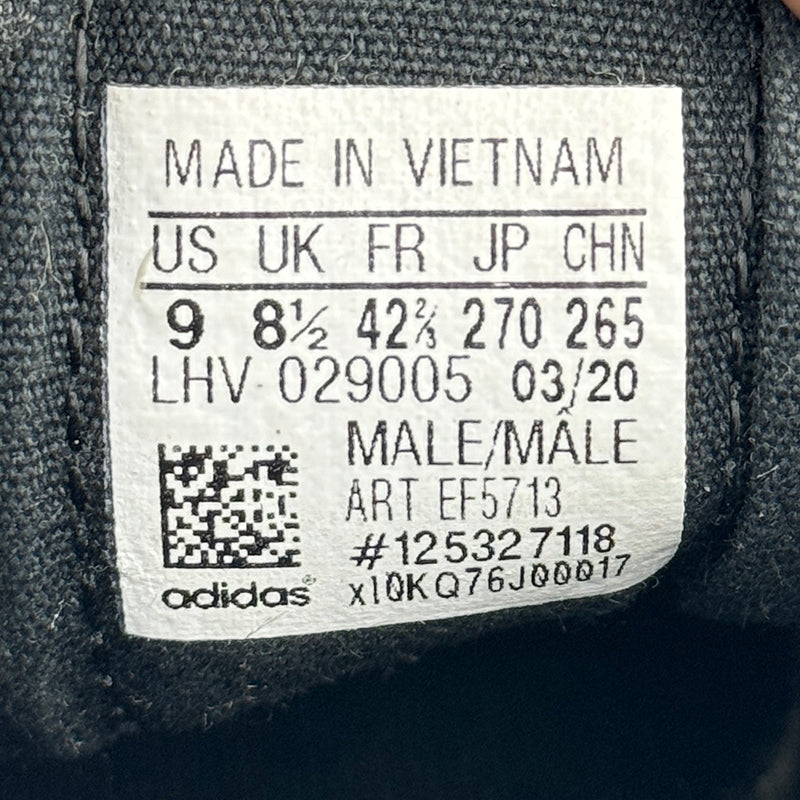 MADE IN VIETNAM
US UK FR JP CHN
9 8½ 42⅔ 270 265
LHV 029005 03/20
MALE/MÂLE
ART EF5713
#125327118
adidas® x10KQ76J00017